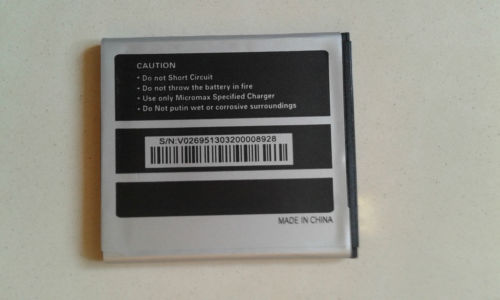 CAUTION
• Do not Short Circuit
• Do not throw the battery in fire
• Use only Micromax Specified Charger
• Do Not putin wet or corrosive surroundings
S/N:V026951303200008928
MADE IN CHINA